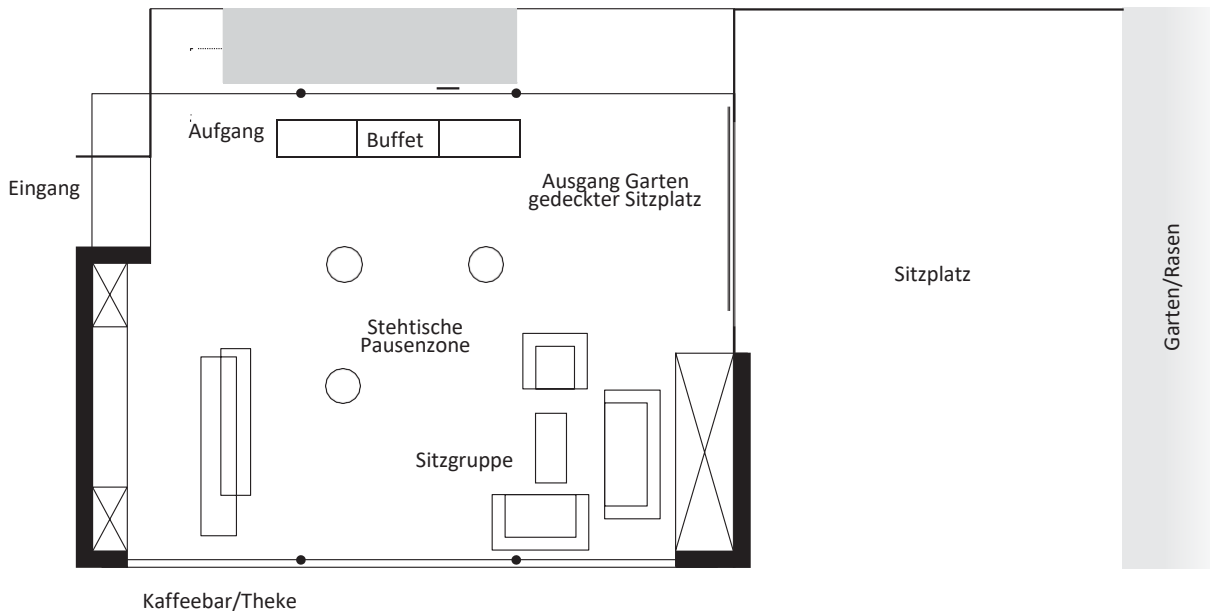 Aufgang
Buffet
Eingang
Ausgang Garten
gedeckter Sitzplatz
Sitzplatz
Garten/Rasen
Stehtische
Pausenzone
Sitzgruppe
Kaffeebar/Theke